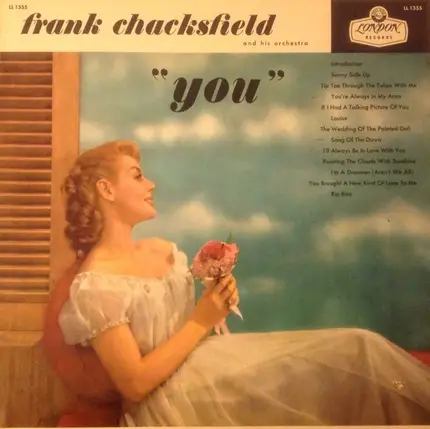 LL 1355
LL 1355
frank chacksfield
and his orchestra
LONDON
RECORDS
"you"
Introduction
Sunny Side Up
Tip Toe Through The Tulips With Me
You're Always In My Arms
If I Had A Talking Picture Of You
Louise
The Wedding Of The Painted Doll
Song Of The Dawn
I'll Always Be In Love With You
Painting The Clouds With Sunshine
I'm A Dreamer (Aren't We All)
You Brought A New Kind Of Love To Me
Rio Rita